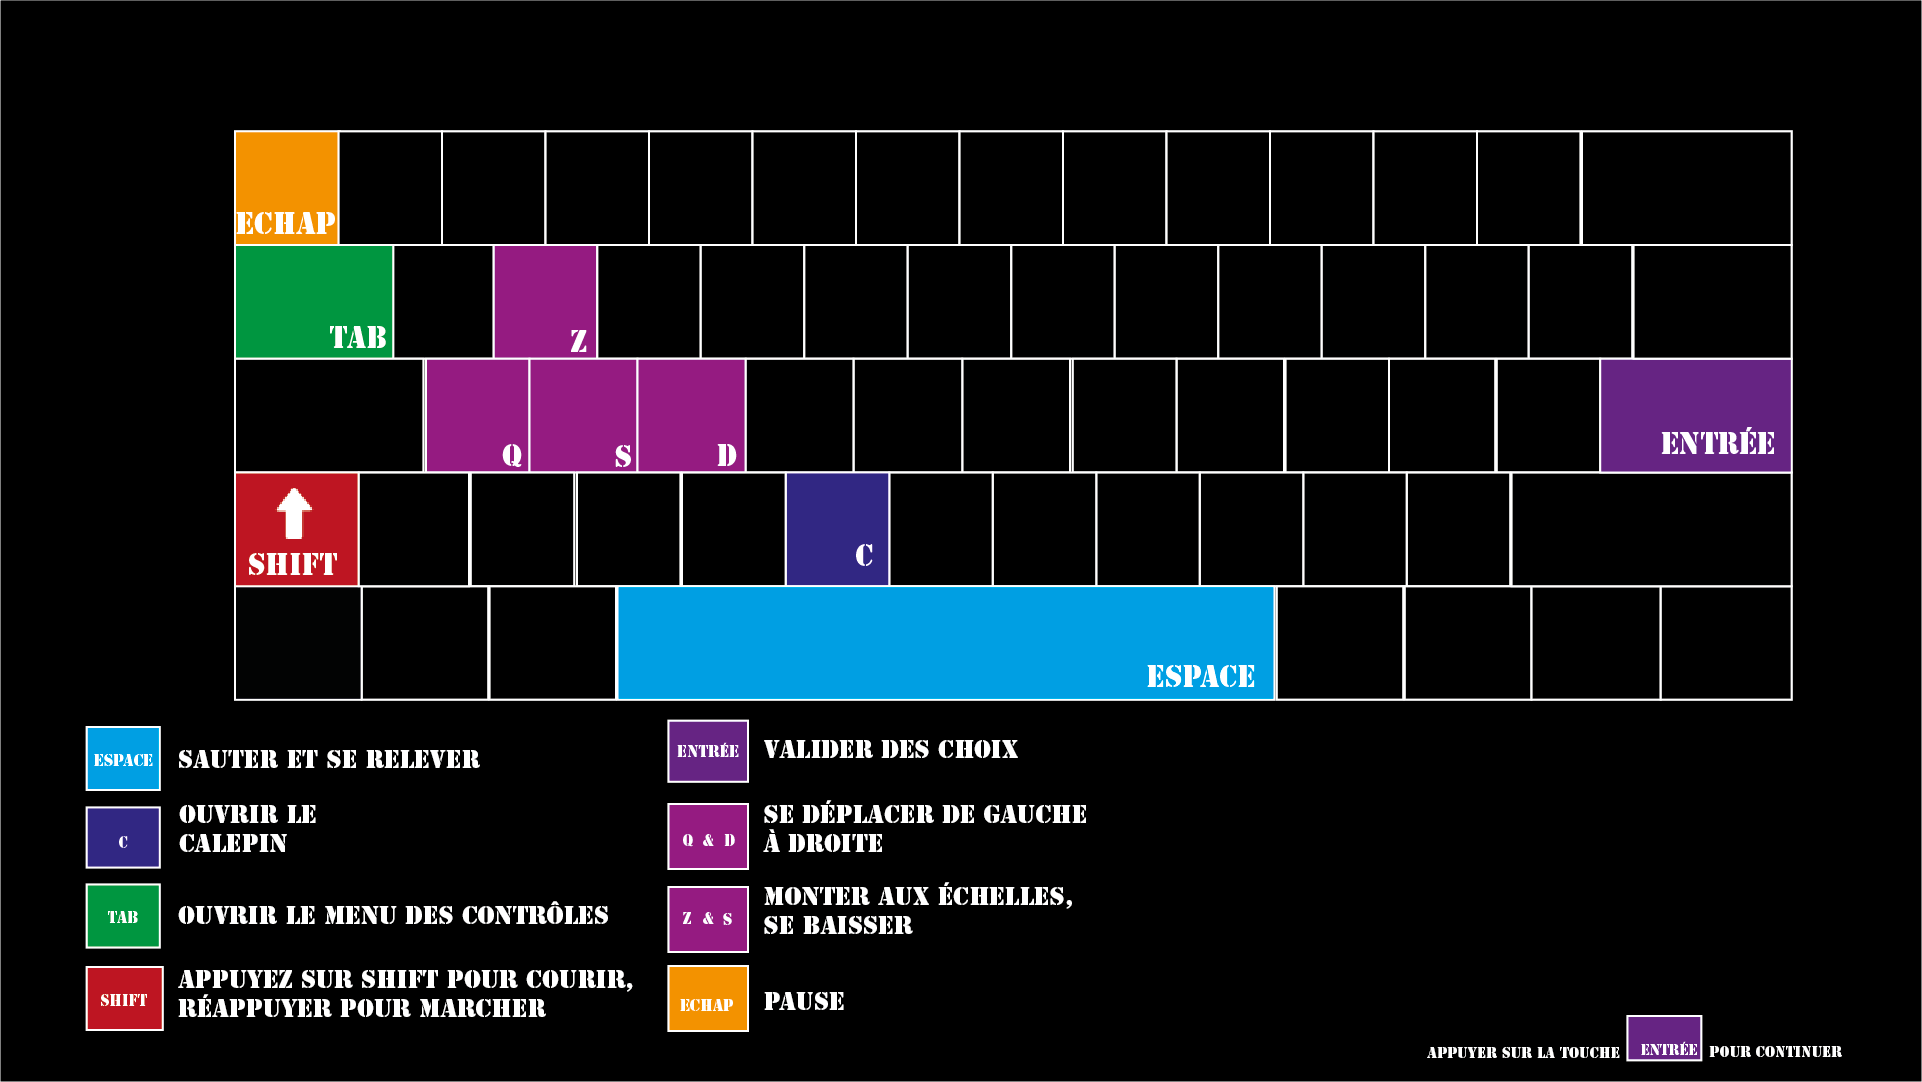 ECHAP
TAB
Z
Q
S
D
ENTRÉE
SHIFT
C
ESPACE
ESPACE
SAUTER ET SE RELEVER
C
OUVRIR LE
CALEPIN
TAB
OUVRIR LE MENU DES CONTRÔLES
SHIFT
APPUYEZ SUR SHIFT POUR COURIR,
RÉAPPUYER POUR MARCHER
ENTRÉE
VALIDER DES CHOIX
Q & D
SE DÉPLACER DE GAUCHE
À DROITE
Z & S
MONTER AUX ÉCHELLES,
SE BAISSER
ECHAP
PAUSE
APPUYER SUR LA TOUCHE ENTRÉE POUR CONTINUER